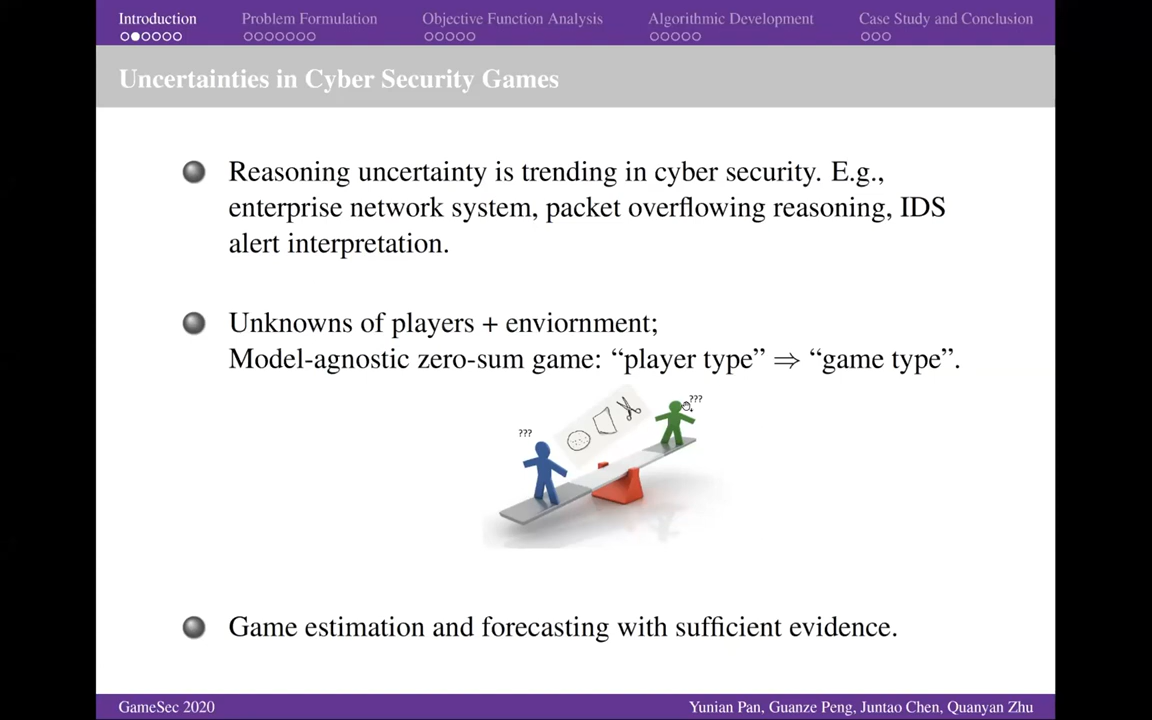 Introduction
Problem Formulation
Objective Function Analysis
Algorithmic Development
Case Study and Conclusion
Uncertainties in Cyber Security Games
Reasoning uncertainty is trending in cyber security. E.g.,
enterprise network system, packet overflowing reasoning, IDS
alert interpretation.
Unknowns of players + enviornment;
Model-agnostic zero-sum game: “player type” ⇒ “game type”.
???
???
Game estimation and forecasting with sufficient evidence.
GameSec 2020
Yunian Pan, Guanze Peng, Juntao Chen, Quanyan Zhu